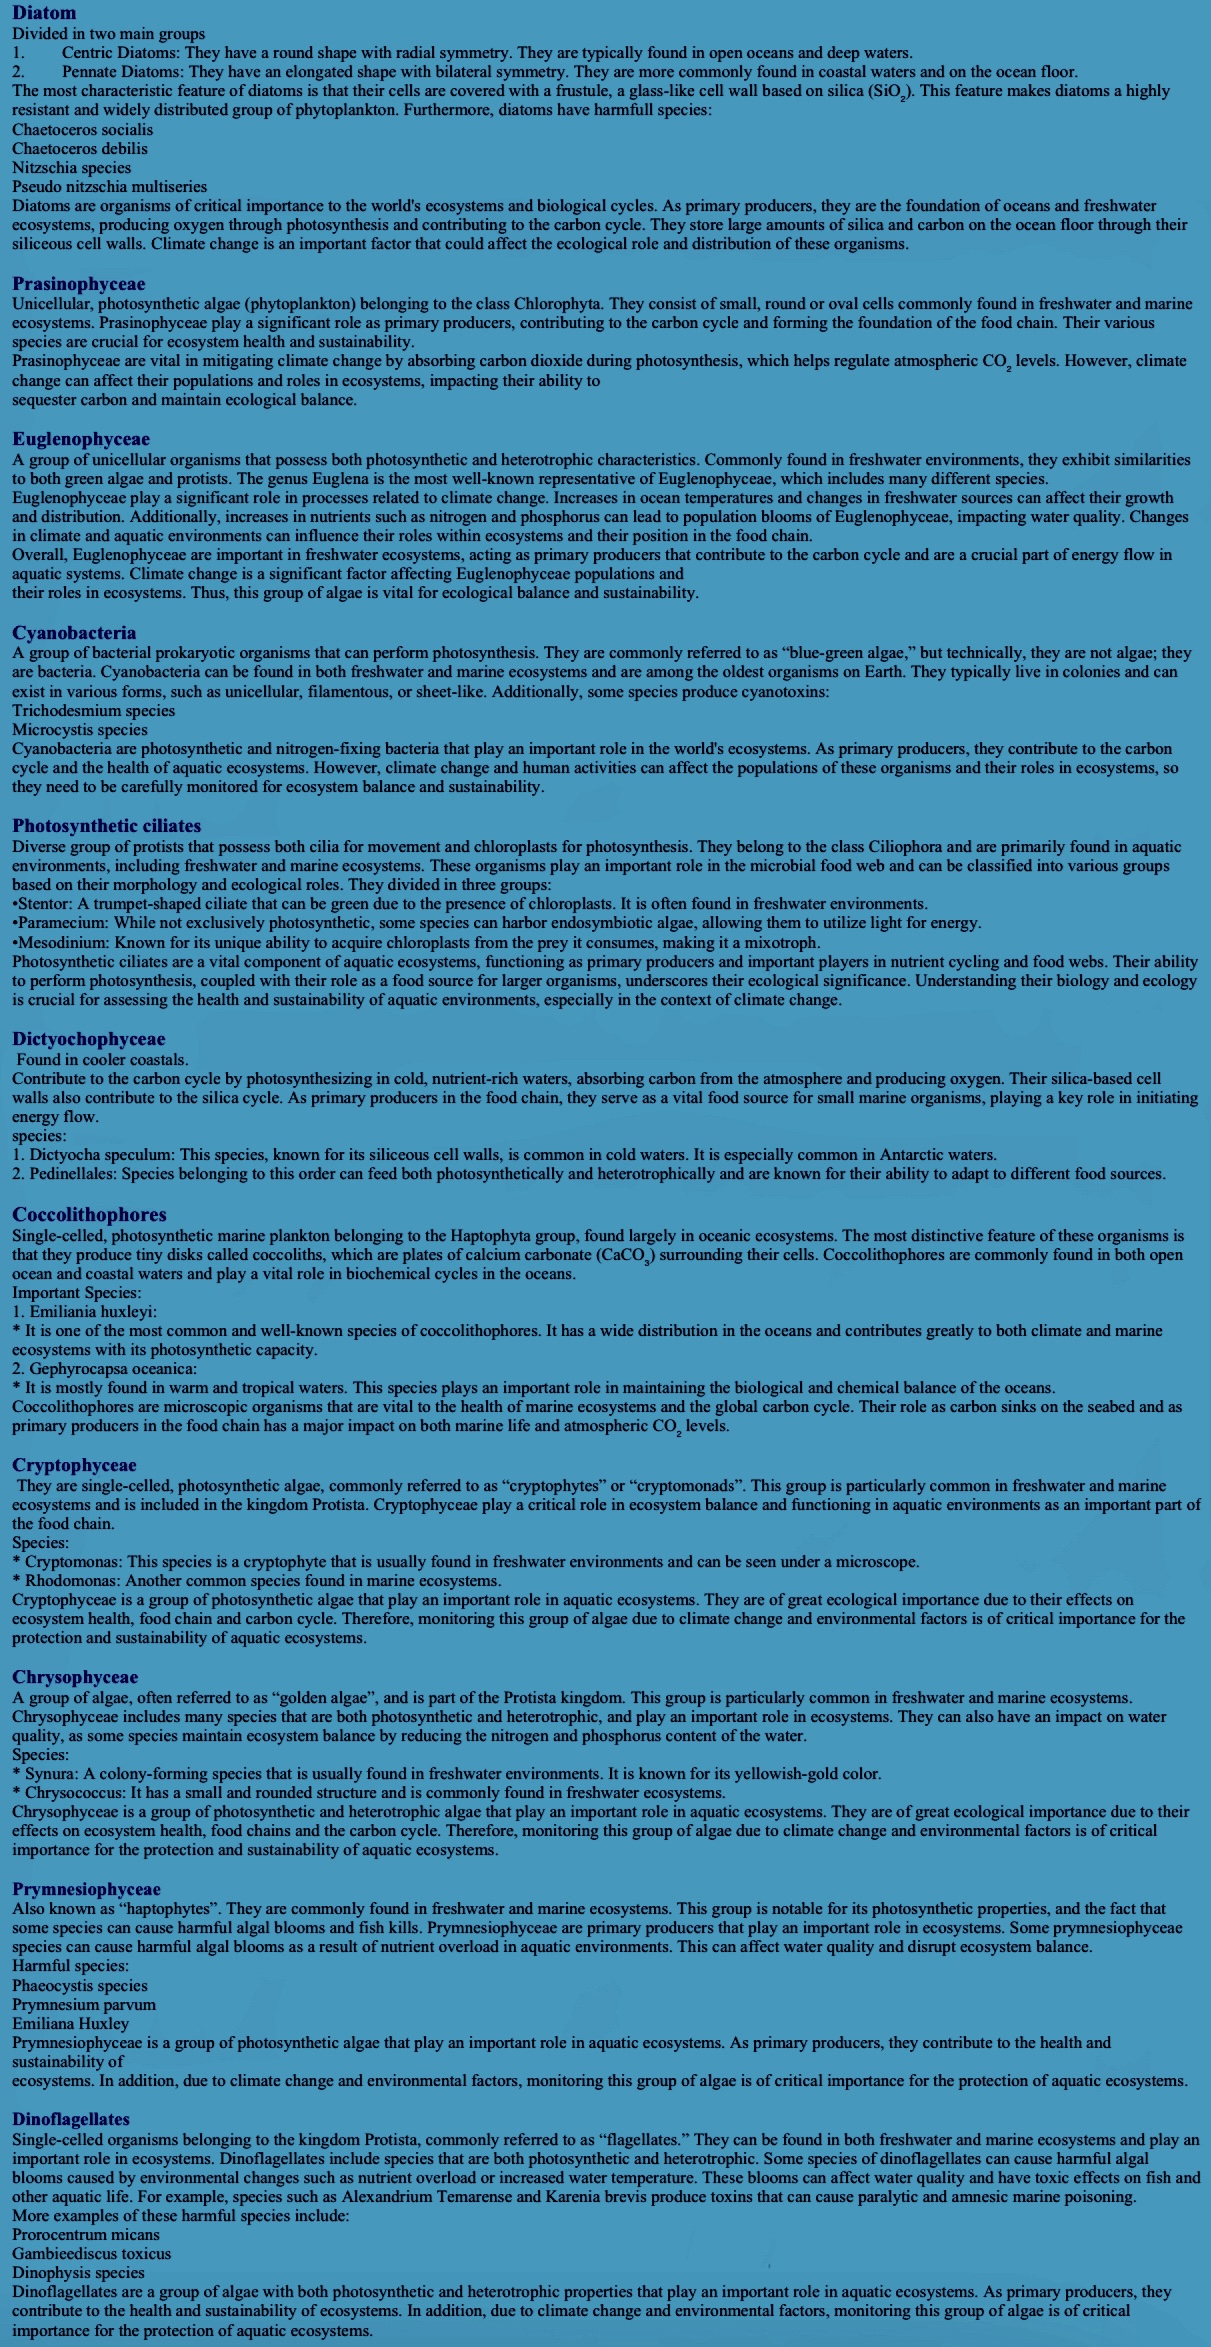 Diatom
Divided in two main groups
1. Centric Diatoms: They have a round shape with radial symmetry. They are typically found in open oceans and deep waters.
2. Pennate Diatoms: They have an elongated shape with bilateral symmetry. They are more commonly found in coastal waters and on the ocean floor.
The most characteristic feature of diatoms is that their cells are covered with a frustule, a glass-like cell wall based on silica (SiO₂). This feature makes diatoms a highly
resistant and widely distributed group of phytoplankton. Furthermore, diatoms have harmfull species:
Chaetoceros socialis
Chaetoceros debilis
Nitzschia species
Pseudo nitzschia multiseries
Diatoms are organisms of critical importance to the world's ecosystems and biological cycles. As primary producers, they are the foundation of oceans and freshwater
ecosystems, producing oxygen through photosynthesis and contributing to the carbon cycle. They store large amounts of silica and carbon on the ocean floor through their
siliceous cell walls. Climate change is an important factor that could affect the ecological role and distribution of these organisms.
Prasinophyceae
Unicellular, photosynthetic algae (phytoplankton) belonging to the class Chlorophyta. They consist of small, round or oval cells commonly found in freshwater and marine
ecosystems. Prasinophyceae play a significant role as primary producers, contributing to the carbon cycle and forming the foundation of the food chain. Their various
species are crucial for ecosystem health and sustainability.
Prasinophyceae are vital in mitigating climate change by absorbing carbon dioxide during photosynthesis, which helps regulate atmospheric CO₂ levels. However, climate
change can affect their populations and roles in ecosystems, impacting their ability to
sequester carbon and maintain ecological balance.
Euglenophyceae
A group of unicellular organisms that possess both photosynthetic and heterotrophic characteristics. Commonly found in freshwater environments, they exhibit similarities
to both green algae and protists. The genus Euglena is the most well-known representative of Euglenophyceae, which includes many different species.
Euglenophyceae play a significant role in processes related to climate change. Increases in ocean temperatures and changes in freshwater sources can affect their growth
and distribution. Additionally, increases in nutrients such as nitrogen and phosphorus can lead to population blooms of Euglenophyceae, impacting water quality. Changes
in climate and aquatic environments can influence their roles within ecosystems and their position in the food chain.
Overall, Euglenophyceae are important in freshwater ecosystems, acting as primary producers that contribute to the carbon cycle and are a crucial part of energy flow in
aquatic systems. Climate change is a significant factor affecting Euglenophyceae populations and
their roles in ecosystems. Thus, this group of algae is vital for ecological balance and sustainability.
Cyanobacteria
A group of bacterial prokaryotic organisms that can perform photosynthesis. They are commonly referred to as “blue-green algae,” but technically, they are not algae; they
are bacteria. Cyanobacteria can be found in both freshwater and marine ecosystems and are among the oldest organisms on Earth. They typically live in colonies and can
exist in various forms, such as unicellular, filamentous, or sheet-like. Additionally, some species produce cyanotoxins:
Trichodesmium species
Microcystis species
Cyanobacteria are photosynthetic and nitrogen-fixing bacteria that play an important role in the world's ecosystems. As primary producers, they contribute to the carbon
cycle and the health of aquatic ecosystems. However, climate change and human activities can affect the populations of these organisms and their roles in ecosystems, so
they need to be carefully monitored for ecosystem balance and sustainability.
Photosynthetic ciliates
Diverse group of protists that possess both cilia for movement and chloroplasts for photosynthesis. They belong to the class Ciliophora and are primarily found in aquatic
environments, including freshwater and marine ecosystems. These organisms play an important role in the microbial food web and can be classified into various groups
based on their morphology and ecological roles. They divided in three groups:
•Stentor: A trumpet-shaped ciliate that can be green due to the presence of chloroplasts. It is often found in freshwater environments.
•Paramecium: While not exclusively photosynthetic, some species can harbor endosymbiotic algae, allowing them to utilize light for energy.
•Mesodinium: Known for its unique ability to acquire chloroplasts from the prey it consumes, making it a mixotroph.
Photosynthetic ciliates are a vital component of aquatic ecosystems, functioning as primary producers and important players in nutrient cycling and food webs. Their ability
to perform photosynthesis, coupled with their role as a food source for larger organisms, underscores their ecological significance. Understanding their biology and ecology
is crucial for assessing the health and sustainability of aquatic environments, especially in the context of climate change.
Dictyochophyceae
Found in cooler coastals.
Contribute to the carbon cycle by photosynthesizing in cold, nutrient-rich waters, absorbing carbon from the atmosphere and producing oxygen. Their silica-based cell
walls also contribute to the silica cycle. As primary producers in the food chain, they serve as a vital food source for small marine organisms, playing a key role in initiating
energy flow.
species:
1. Dictyocha speculum: This species, known for its siliceous cell walls, is common in cold waters. It is especially common in Antarctic waters.
2. Pedinellales: Species belonging to this order can feed both photosynthetically and heterotrophically and are known for their ability to adapt to different food sources.
Coccolithophores
Single-celled, photosynthetic marine plankton belonging to the Haptophyta group, found largely in oceanic ecosystems. The most distinctive feature of these organisms is
that they produce tiny disks called coccoliths, which are plates of calcium carbonate (CaCO₃) surrounding their cells. Coccolithophores are commonly found in both open
ocean and coastal waters and play a vital role in biochemical cycles in the oceans.
Important Species:
1. Emiliania huxleyi:
* It is one of the most common and well-known species of coccolithophores. It has a wide distribution in the oceans and contributes greatly to both climate and marine
ecosystems with its photosynthetic capacity.
2. Gephyrocapsa oceanica:
* It is mostly found in warm and tropical waters. This species plays an important role in maintaining the biological and chemical balance of the oceans.
Coccolithophores are microscopic organisms that are vital to the health of marine ecosystems and the global carbon cycle. Their role as carbon sinks on the seabed and as
primary producers in the food chain has a major impact on both marine life and atmospheric CO₂ levels.
Cryptophyceae
They are single-celled, photosynthetic algae, commonly referred to as “cryptophytes” or “cryptomonads”. This group is particularly common in freshwater and marine
ecosystems and is included in the kingdom Protista. Cryptophyceae play a critical role in ecosystem balance and functioning in aquatic environments as an important part of
the food chain.
Species:
* Cryptomonas: This species is a cryptophyte that is usually found in freshwater environments and can be seen under a microscope.
* Rhodomonas: Another common species found in marine ecosystems.
Cryptophyceae is a group of photosynthetic algae that play an important role in aquatic ecosystems. They are of great ecological importance due to their effects on
ecosystem health, food chain and carbon cycle. Therefore, monitoring this group of algae due to climate change and environmental factors is of critical importance for the
protection and sustainability of aquatic ecosystems.
Chrysophyceae
A group of algae, often referred to as “golden algae”, and is part of the Protista kingdom. This group is particularly common in freshwater and marine ecosystems.
Chrysophyceae includes many species that are both photosynthetic and heterotrophic, and play an important role in ecosystems. They can also have an impact on water
quality, as some species maintain ecosystem balance by reducing the nitrogen and phosphorus content of the water.
Species:
* Synura: A colony-forming species that is usually found in freshwater environments. It is known for its yellowish-gold color.
* Chrysococcus: It has a small and rounded structure and is commonly found in freshwater ecosystems.
Chrysophyceae is a group of photosynthetic and heterotrophic algae that play an important role in aquatic ecosystems. They are of great ecological importance due to their
effects on ecosystem health, food chains and the carbon cycle. Therefore, monitoring this group of algae due to climate change and environmental factors is of critical
importance for the protection and sustainability of aquatic ecosystems.
Prymnesiophyceae
Also known as “haptophytes”. They are commonly found in freshwater and marine ecosystems. This group is notable for its photosynthetic properties, and the fact that
some species can cause harmful algal blooms and fish kills. Prymnesiophyceae are primary producers that play an important role in ecosystems. Some prymnesiophyceae
species can cause harmful algal blooms as a result of nutrient overload in aquatic environments. This can affect water quality and disrupt ecosystem balance.
Harmful species:
Phaeocystis species
Prymnesium parvum
Emiliana Huxley
Prymnesiophyceae is a group of photosynthetic algae that play an important role in aquatic ecosystems. As primary producers, they contribute to the health and
sustainability of
ecosystems. In addition, due to climate change and environmental factors, monitoring this group of algae is of critical importance for the protection of aquatic ecosystems.
Dinoflagellates
Single-celled organisms belonging to the kingdom Protista, commonly referred to as “flagellates.” They can be found in both freshwater and marine ecosystems and play an
important role in ecosystems. Dinoflagellates include species that are both photosynthetic and heterotrophic. Some species of dinoflagellates can cause harmful algal
blooms caused by environmental changes such as nutrient overload or increased water temperature. These blooms can affect water quality and have toxic effects on fish and
other aquatic life. For example, species such as Alexandrium Temarense and Karenia brevis produce toxins that can cause paralytic and amnesic marine poisoning.
More examples of these harmful species include:
Prorocentrum micans
Gambieediscus toxicus
Dinophysis species
Dinoflagellates are a group of algae with both photosynthetic and heterotrophic properties that play an important role in aquatic ecosystems. As primary producers, they
contribute to the health and sustainability of ecosystems. In addition, due to climate change and environmental factors, monitoring this group of algae is of critical
importance for the protection of aquatic ecosystems.